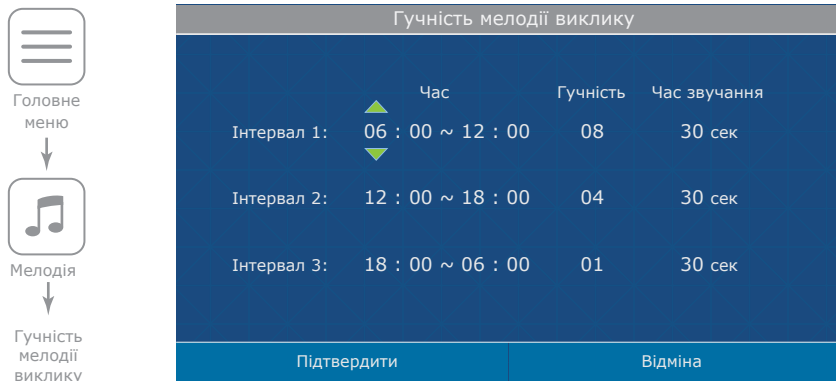 Головне
меню
Мелодія
Гучність
мелодії
виклику
Гучність мелодії виклику
Час Гучність Час звучання
Інтервал 1: 06 : 00 ~ 12 : 00 08 30 сек
Інтервал 2: 12 : 00 ~ 18 : 00 04 30 сек
Інтервал 3: 18 : 00 ~ 06 : 00 01 30 сек
Підтвердити Відміна